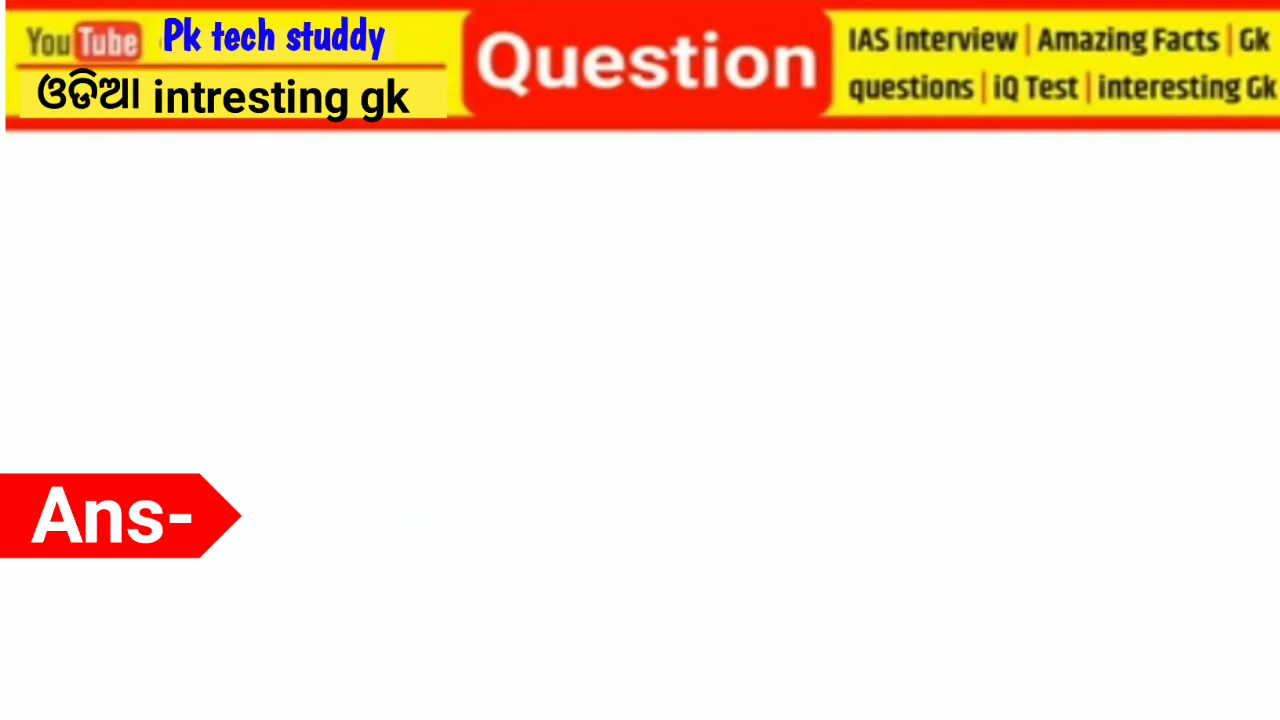 YouTube Pk tech studdy
ଓଡିଆ intresting gk
Question
IAS interview | Amazing Facts | Gk
questions | iQ Test | interesting Gk
Ans-